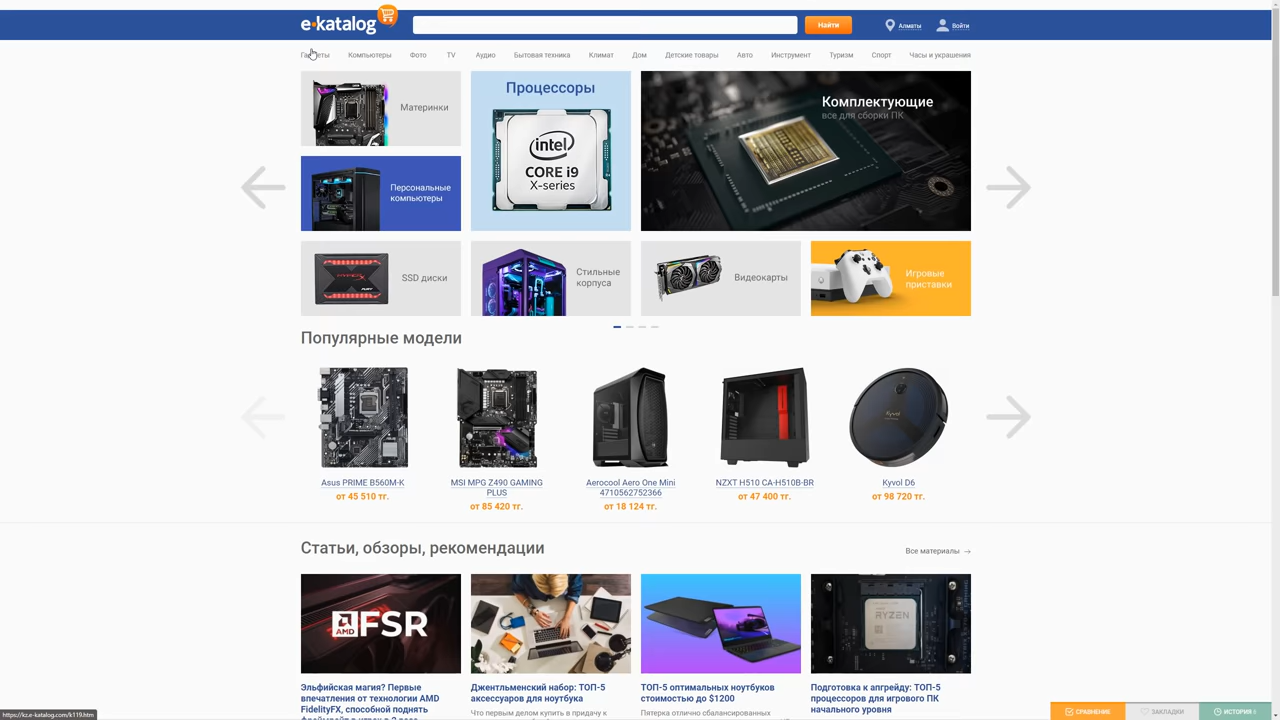 e•katalog
Найти
Алматы
Войти
Гаджеты
Компьютеры
Фото
TV
Аудио
Бытовая техника
Климат
Дом
Детские товары
Авто
Инструмент
Туризм
Спорт
Часы и украшения
Материнки
Процессоры
intel
CORE i9
X-series
Комплектующие
все для сборки ПК
Персональные
компьютеры
SSD диски
Стильные
корпуса
Видеокарты
Игровые
приставки
Популярные модели
Kyvol
Asus PRIME B560M-K
от 45 510 тг.
MSI MPG Z490 GAMING
PLUS
от 85 420 тг.
Aerocool Aero One Mini
4710562752366
от 18 124 тг.
NZXT H510 CA-H510B-BR
от 47 400 тг.
Kyvol D6
от 98 720 тг.
Статьи, обзоры, рекомендации
Все материалы →
AMD FSR
RYZEN
Эльфийская магия? Первые
впечатления от технологии AMD
FidelityFX, способной поднять
Джентльменский набор: ТОП-5
аксессуаров для ноутбука
Что первым делом купить в придачу к
ТОП-5 оптимальных ноутбуков
стоимостью до $1200
Пятерка отлично сбалансированных
Подготовка к апгрейду: ТОП-5
процессоров для игрового ПК
начального уровня
https://kz.e-katalog.com/k119.htm
СРАВНЕНИЕ
ЗАКЛАДКИ
ИСТОРИЯ